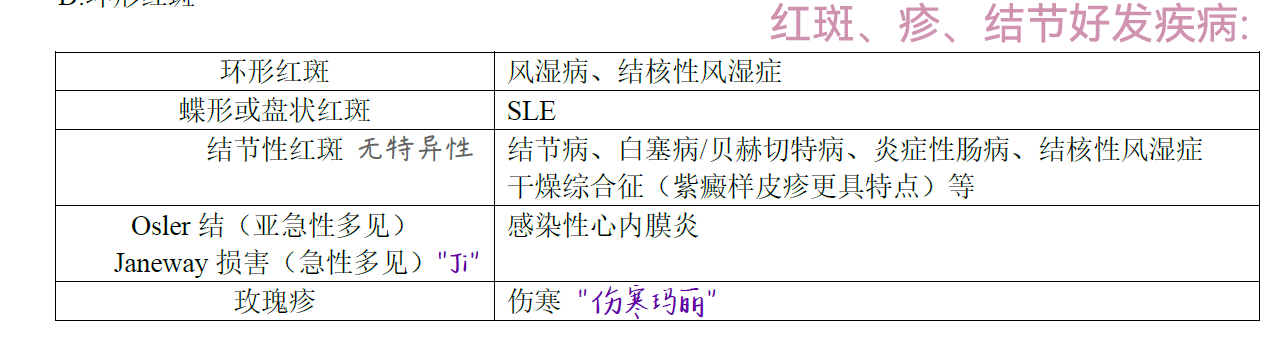 D.环形红斑
红斑、疹、结节好发疾病:
环形红斑 风湿病、结核性风湿症
蝶形或盘状红斑 SLE
结节性红斑 无特异性 结节病、白塞病/贝赫切特病、炎症性肠病、结核性风湿症
干燥综合征（紫癜样皮疹更具特点）等
Osler 结（亚急性多见） 感染性心内膜炎
Janeway 损害（急性多见）"Ji"
玫瑰疹 伤寒 "伤寒玛丽"